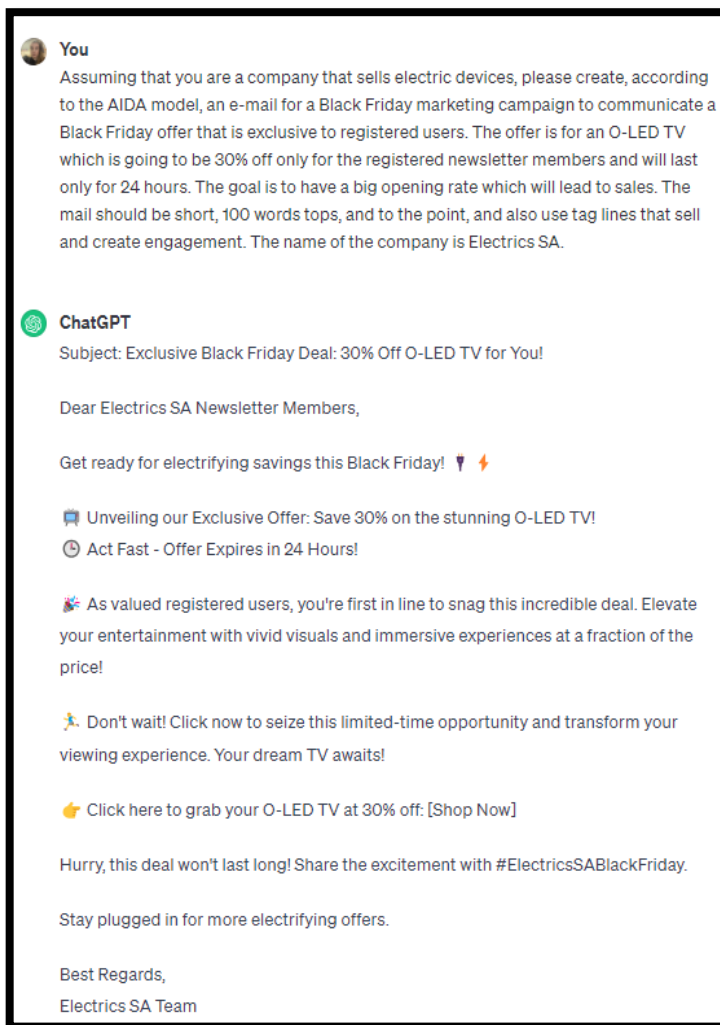 You
Assuming that you are a company that sells electric devices, please create, according
to the AIDA model, an e-mail for a Black Friday marketing campaign to communicate a
Black Friday offer that is exclusive to registered users. The offer is for an O-LED TV
which is going to be 30% off only for the registered newsletter members and will last
only for 24 hours. The goal is to have a big opening rate which will lead to sales. The
mail should be short, 100 words tops, and to the point, and also use tag lines that sell
and create engagement. The name of the company is Electrics SA.
ChatGPT
Subject: Exclusive Black Friday Deal: 30% Off O-LED TV for You!
Dear Electrics SA Newsletter Members,
Get ready for electrifying savings this Black Friday! 🔌⚡
📺 Unveiling our Exclusive Offer: Save 30% on the stunning O-LED TV!
🕒 Act Fast - Offer Expires in 24 Hours!
🎉 As valued registered users, you're first in line to snag this incredible deal. Elevate
your entertainment with vivid visuals and immersive experiences at a fraction of the
price!
🏃 Don't wait! Click now to seize this limited-time opportunity and transform your
viewing experience. Your dream TV awaits!
👉 Click here to grab your O-LED TV at 30% off: [Shop Now]
Hurry, this deal won't last long! Share the excitement with #ElectricsSABlackFriday.
Stay plugged in for more electrifying offers.
Best Regards,
Electrics SA Team